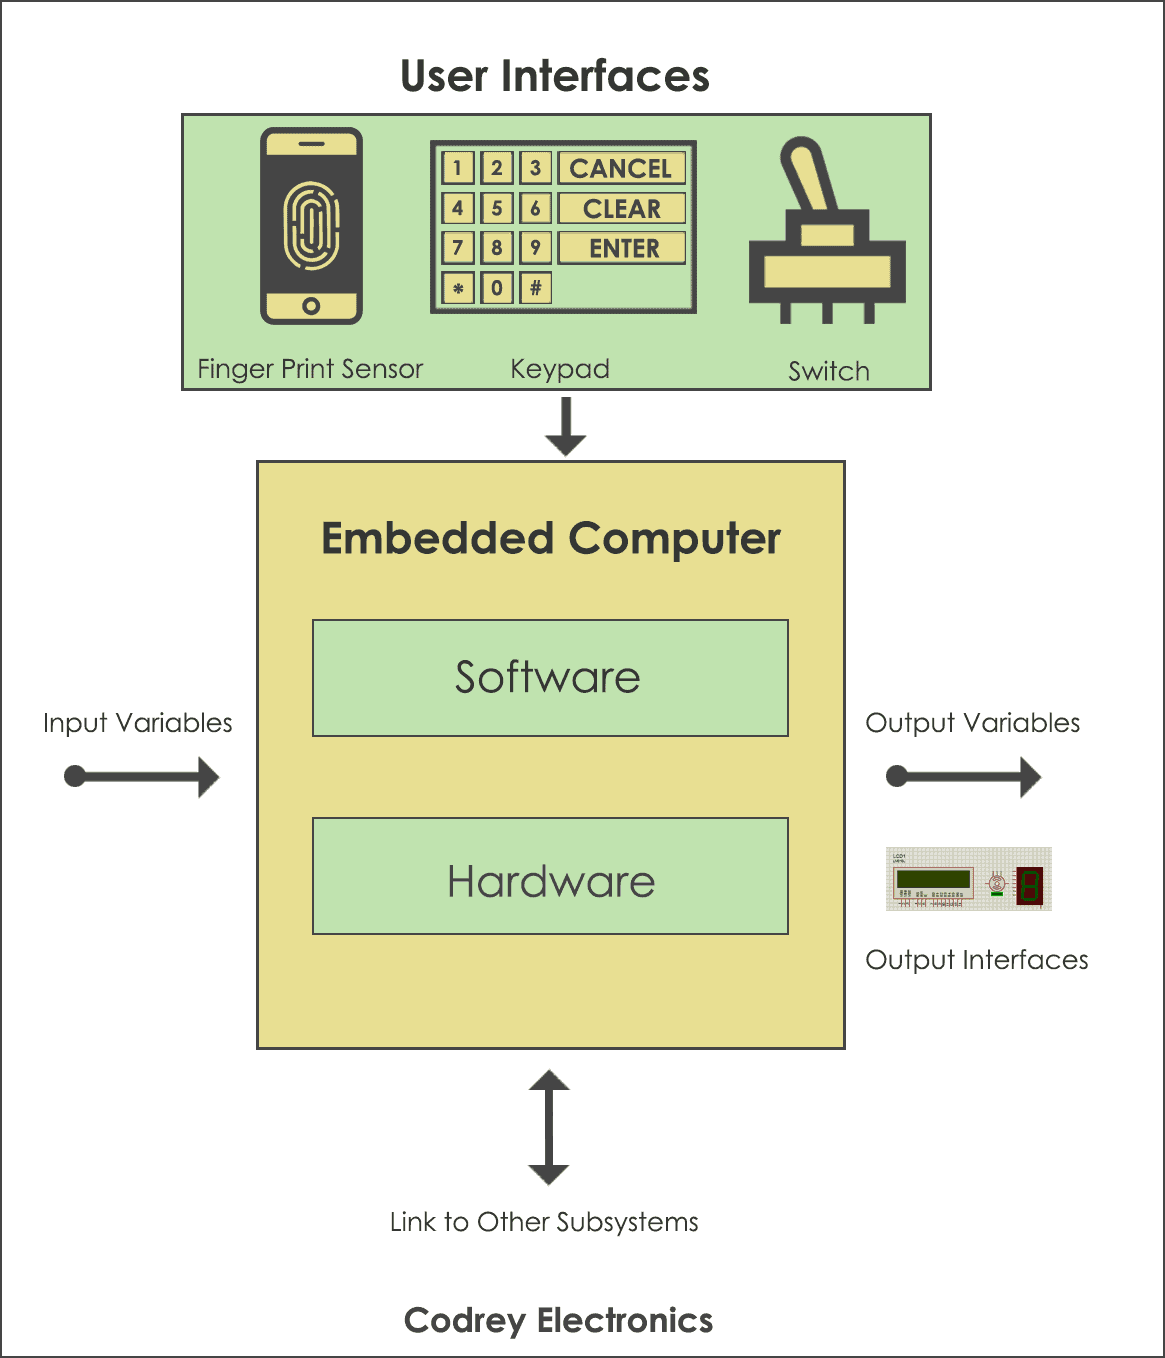 User Interfaces
1 2 3 CANCEL
4 5 6 CLEAR
7 8 9 ENTER
* 0 #
Finger Print Sensor Keypad Switch
Embedded Computer
Software
Input Variables
Output Variables
Hardware
LCD1
Output Interfaces
Link to Other Subsystems
Codrey Electronics